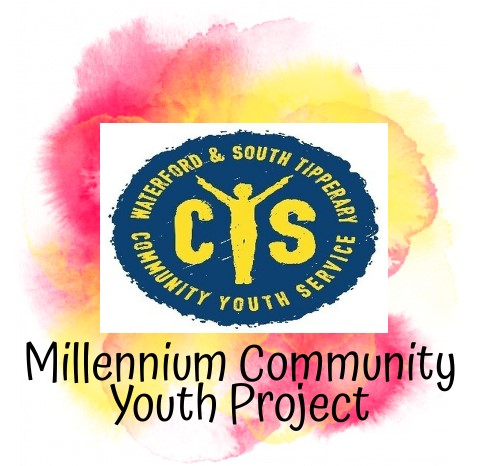 WATERFORD & SOUTH TIPPERARY
CYS
COMMUNITY YOUTH SERVICE
Millennium Community
Youth Project